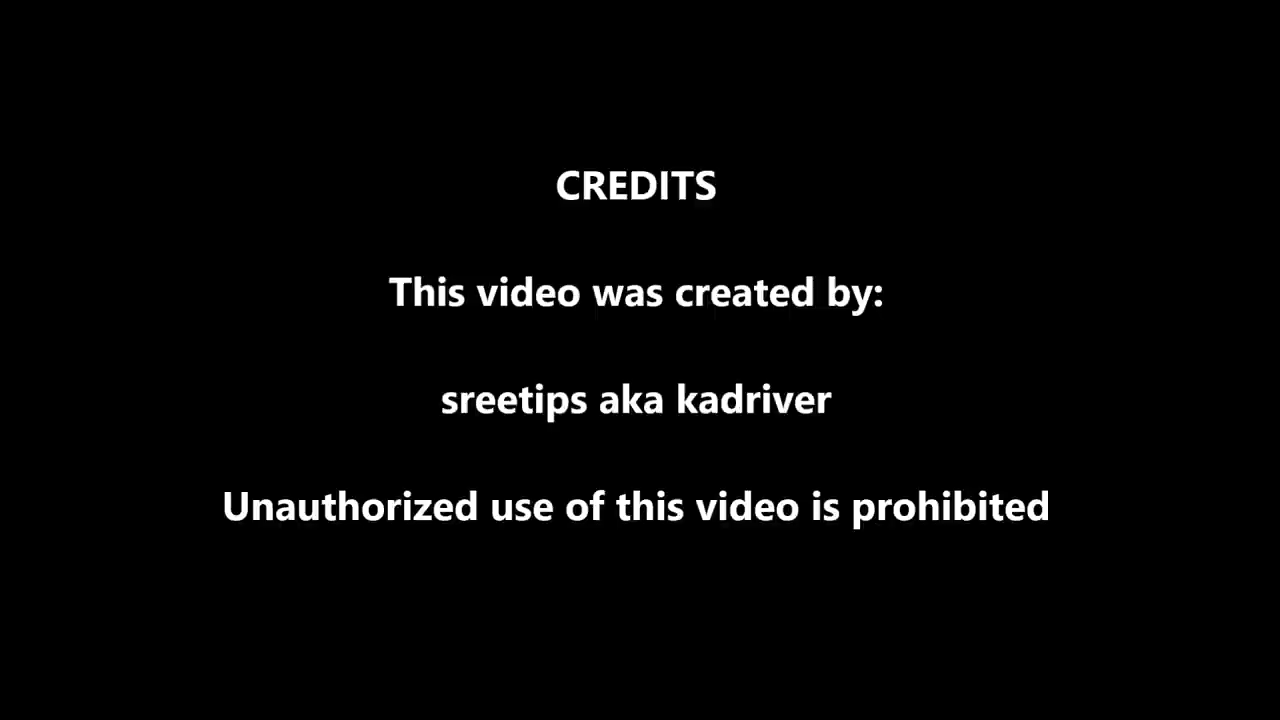 CREDITS
This video was created by:
sreetips aka kadriver
Unauthorized use of this video is prohibited